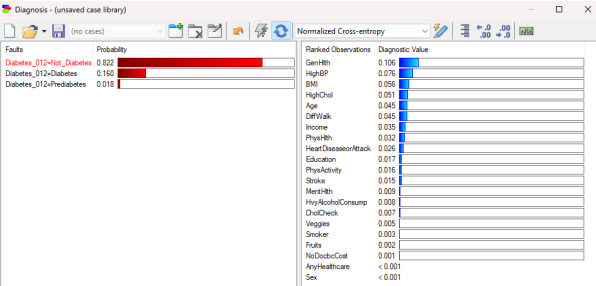 Diagnosis - (unsaved case library)
(no cases)
Normalized Cross-entropy
Faults Probability
Diabetes_012=Not_Diabetes 0.822
Diabetes_012=Diabetes 0.160
Diabetes_012=Prediabetes 0.018
Ranked Observations Diagnostic Value
GenHlth 0.106
HighBP 0.076
BMI 0.056
HighChol 0.051
Age 0.045
DiffWalk 0.045
Income 0.035
PhysHlth 0.032
HeartDiseaseorAttack 0.026
Education 0.017
PhysActivity 0.016
Stroke 0.015
MentHlth 0.009
HvyAlcoholConsump 0.008
CholCheck 0.007
Veggies 0.005
Smoker 0.003
Fruits 0.002
NoDocbcCost 0.001
AnyHealthcare < 0.001
Sex < 0.001